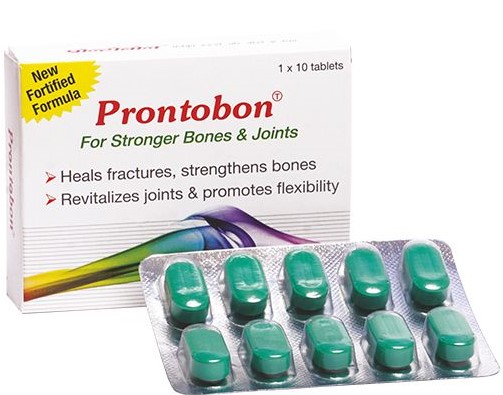 1 x 10 tablets
New
Fortified
Formula
Prontobon Ⓣ
For Stronger Bones & Joints
➢ Heals fractures, strengthens bones
➢ Revitalizes joints & promotes flexibility
Prontobon Ⓣ